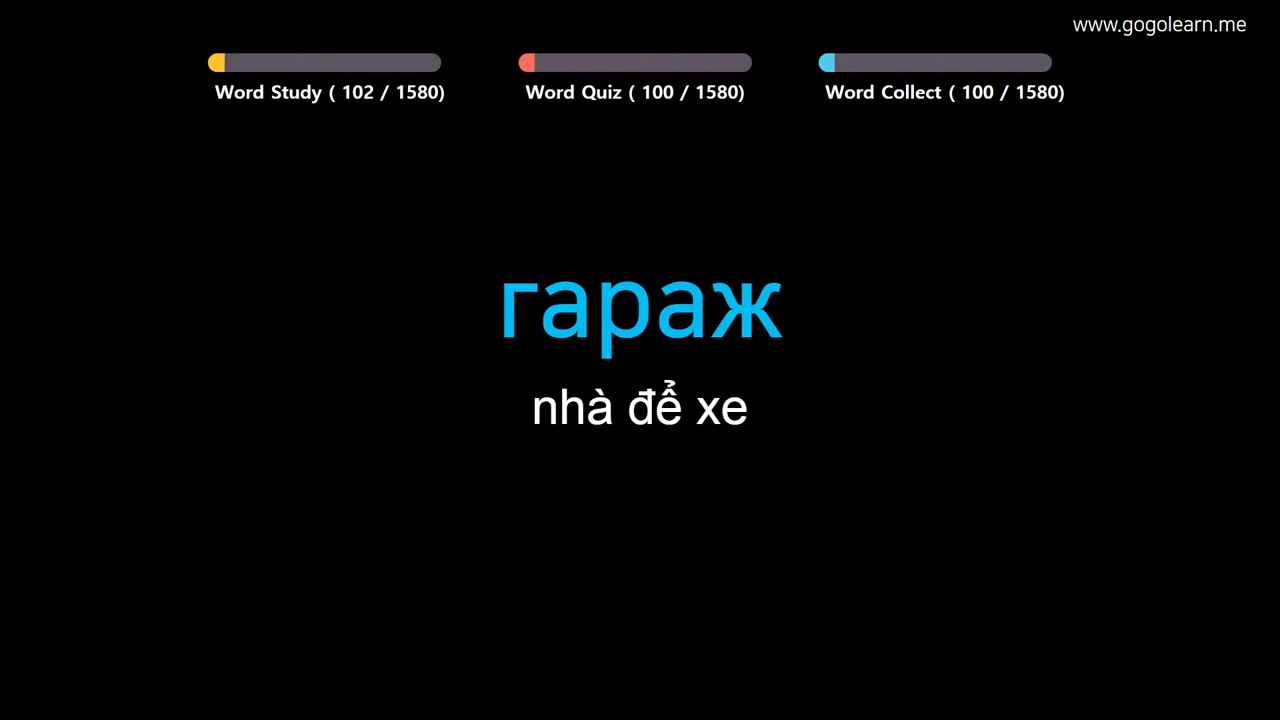 www.gogolearn.me
Word Study ( 102 / 1580)
Word Quiz ( 100 / 1580)
Word Collect ( 100 / 1580)
гараж
nhà để xe